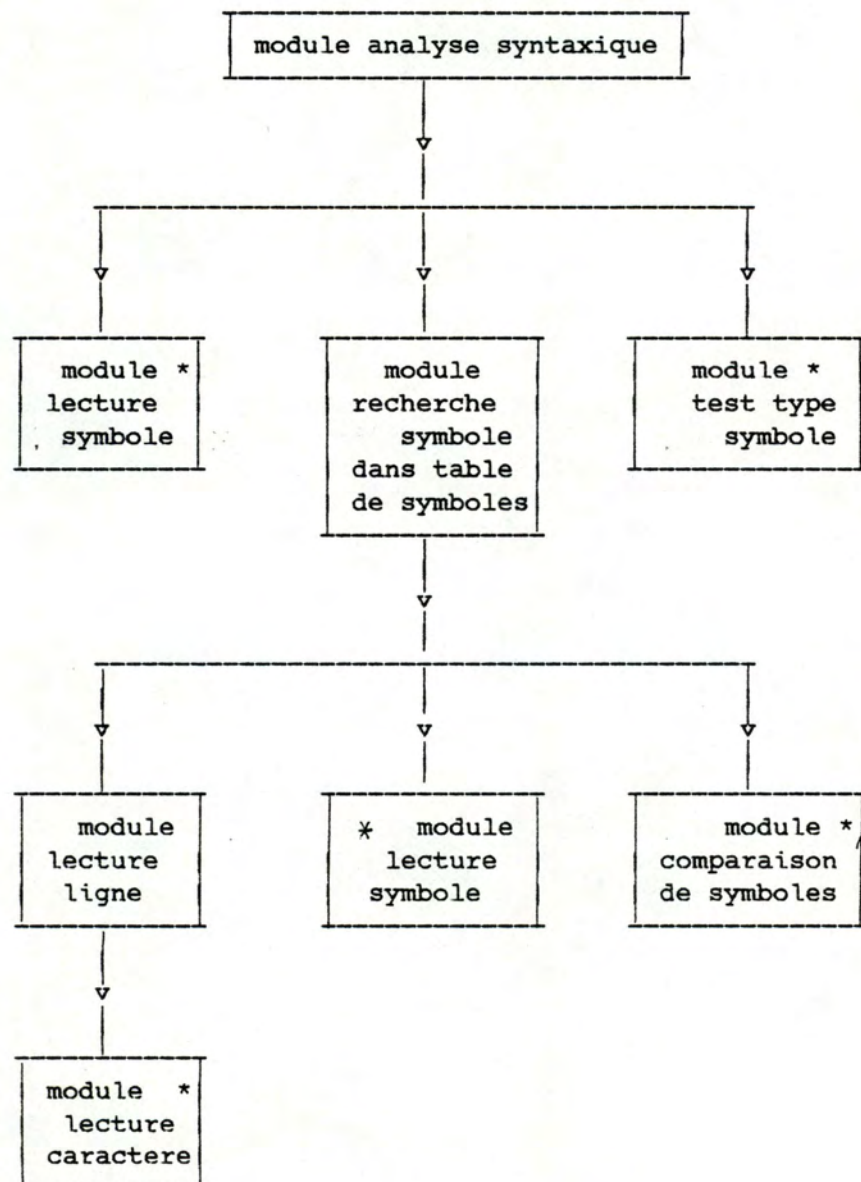 module analyse syntaxique
module *
lecture
symbole
module
recherche
symbole
dans table
de symboles
module *
test type
symbole
module
lecture
ligne
* module
lecture
symbole
module *
comparaison
de symboles
module *
lecture
caractere